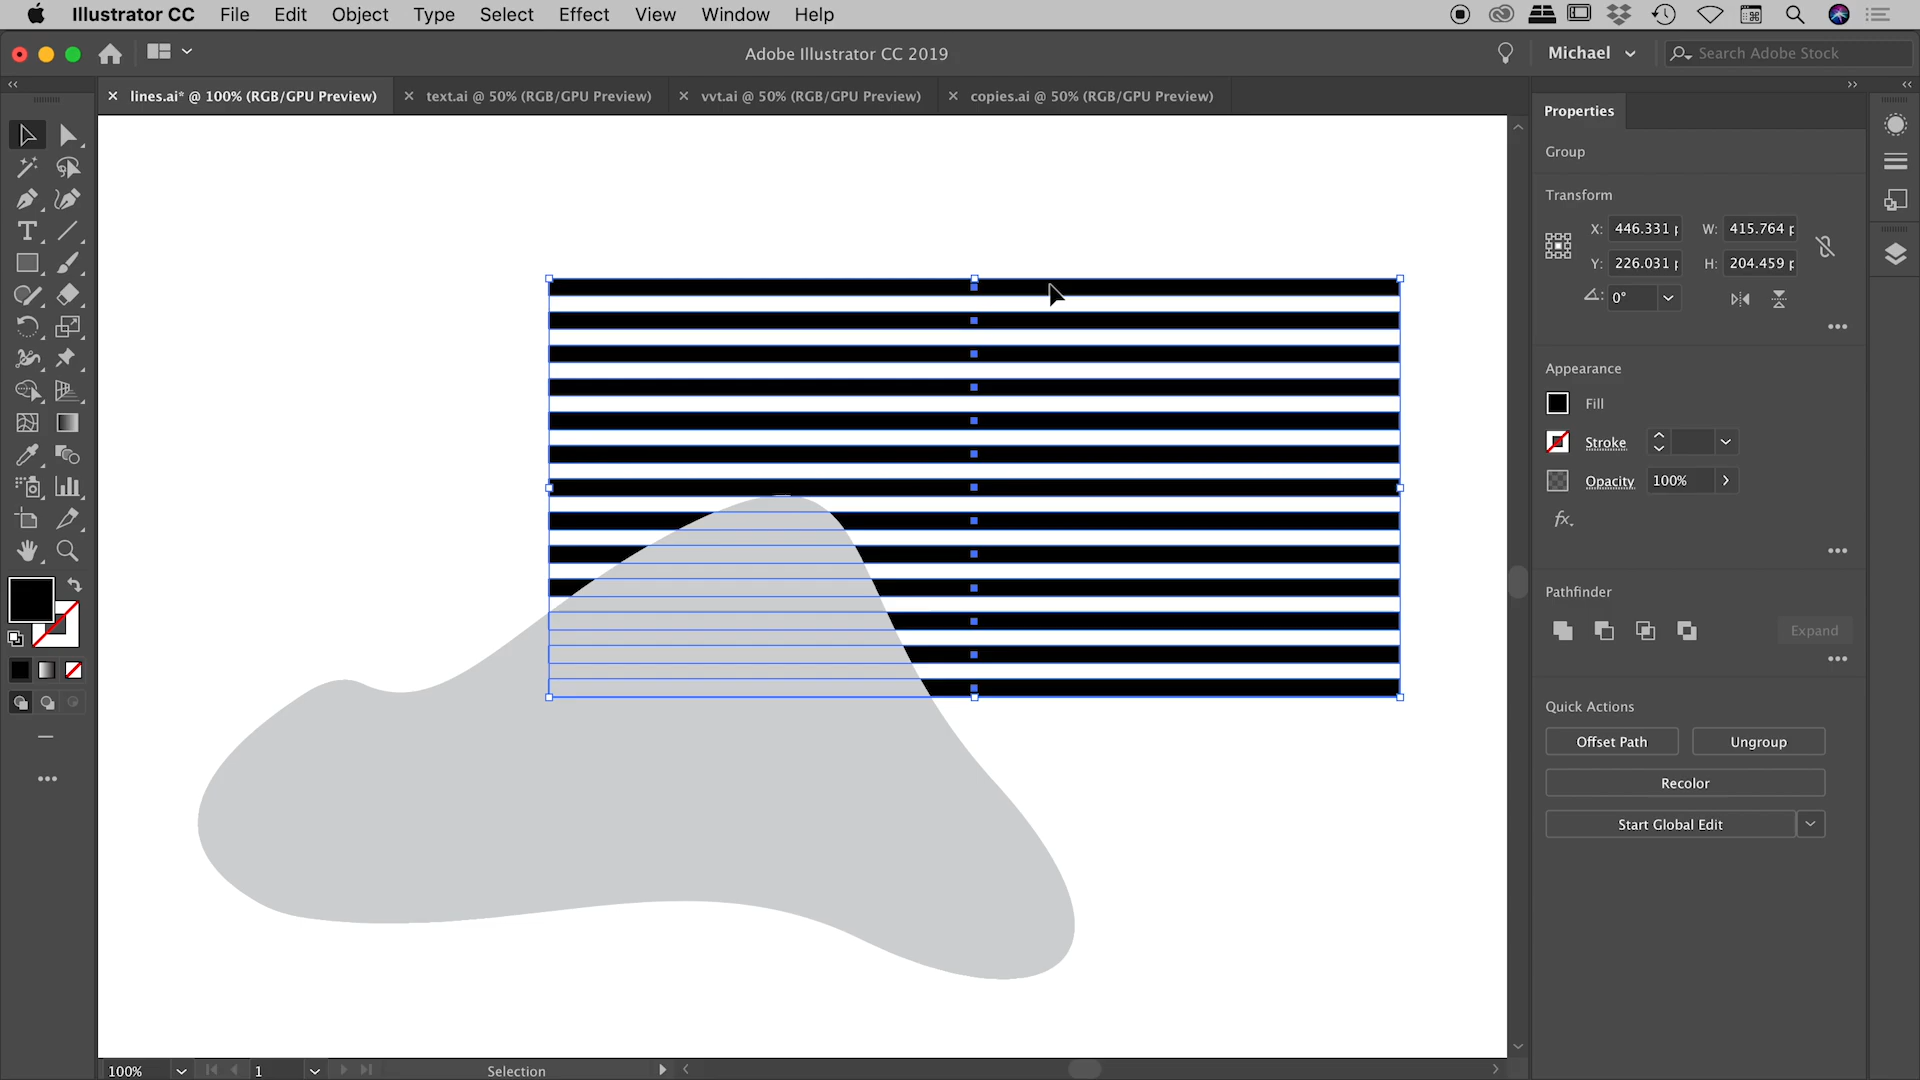 Illustrator CC File Edit Object Type Select Effect View Window Help
Adobe Illustrator CC 2019
Michael
Search Adobe Stock
lines.ai* @ 100% (RGB/GPU Preview)
text.ai @ 50% (RGB/GPU Preview)
vvt.ai @ 50% (RGB/GPU Preview)
copies.ai @ 50% (RGB/GPU Preview)
Properties
Group
Transform
X: 446.331 p W: 415.764 p
Y: 226.031 p H: 204.459 p
0°
Appearance
Fill
Stroke
Opacity 100%
fx.
Pathfinder
Expand
Quick Actions
Offset Path Ungroup
Recolor
Start Global Edit
100% 1 Selection